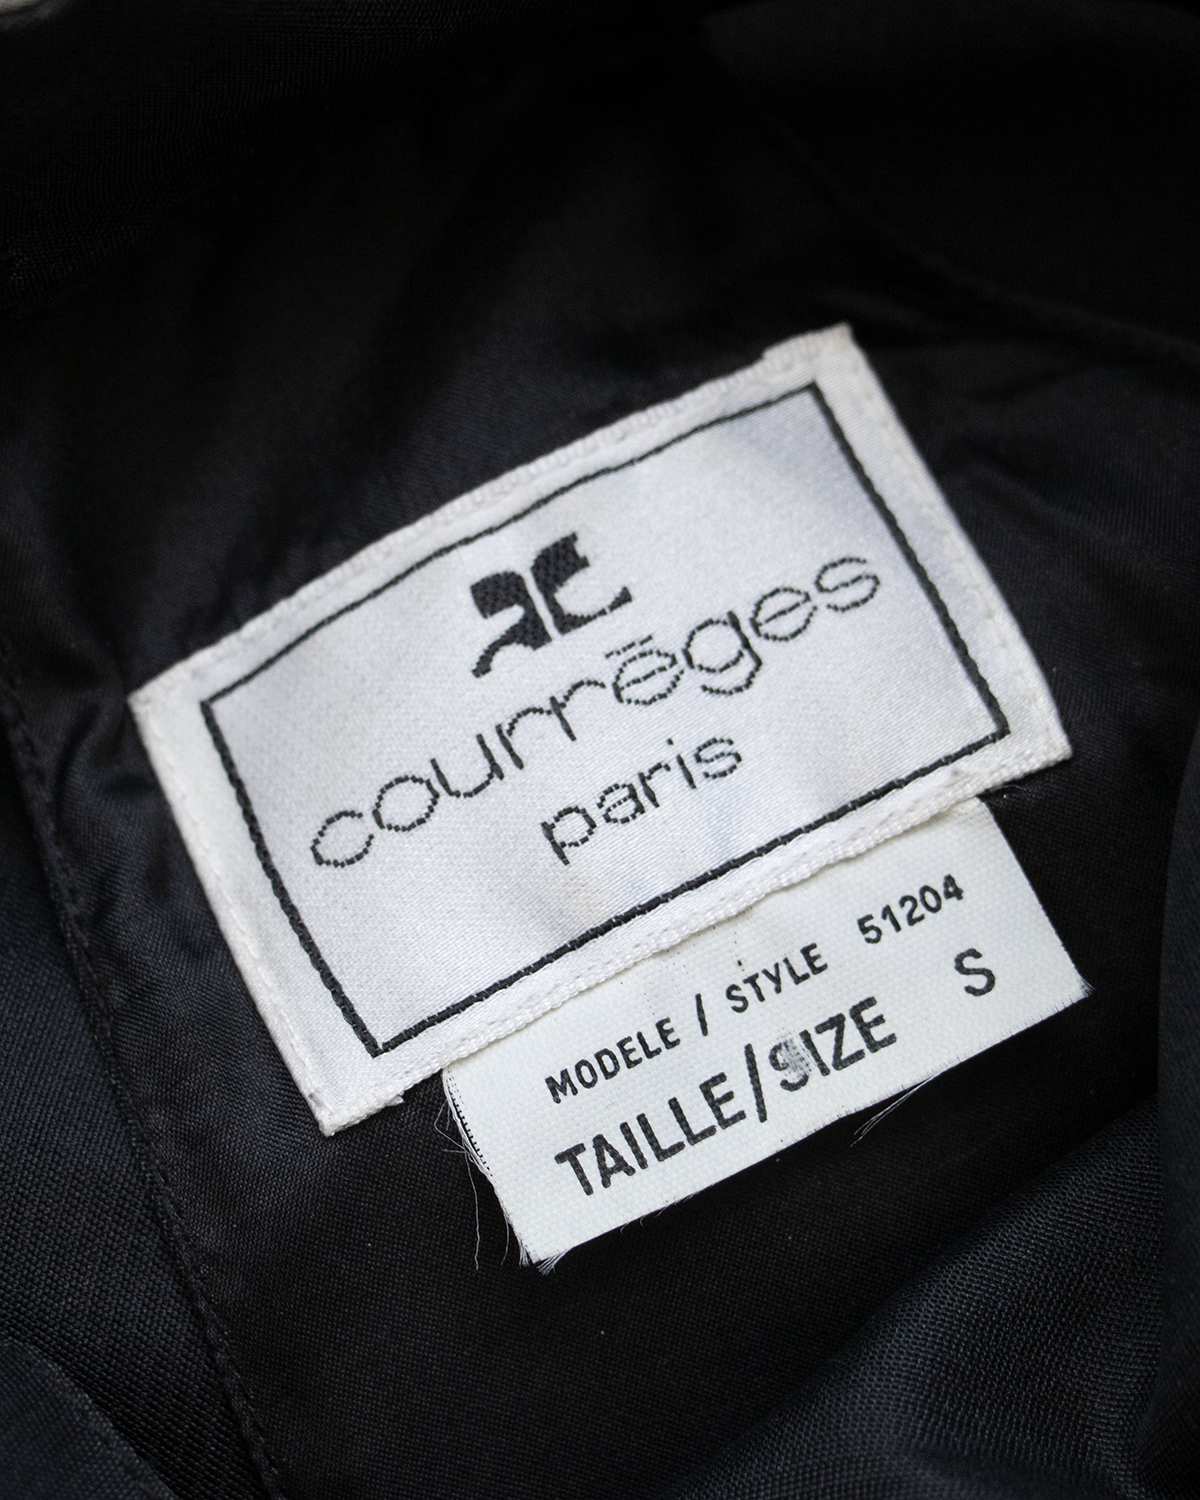 courrèges
paris
MODELE / STYLE 51204
TAILLE/SIZE S